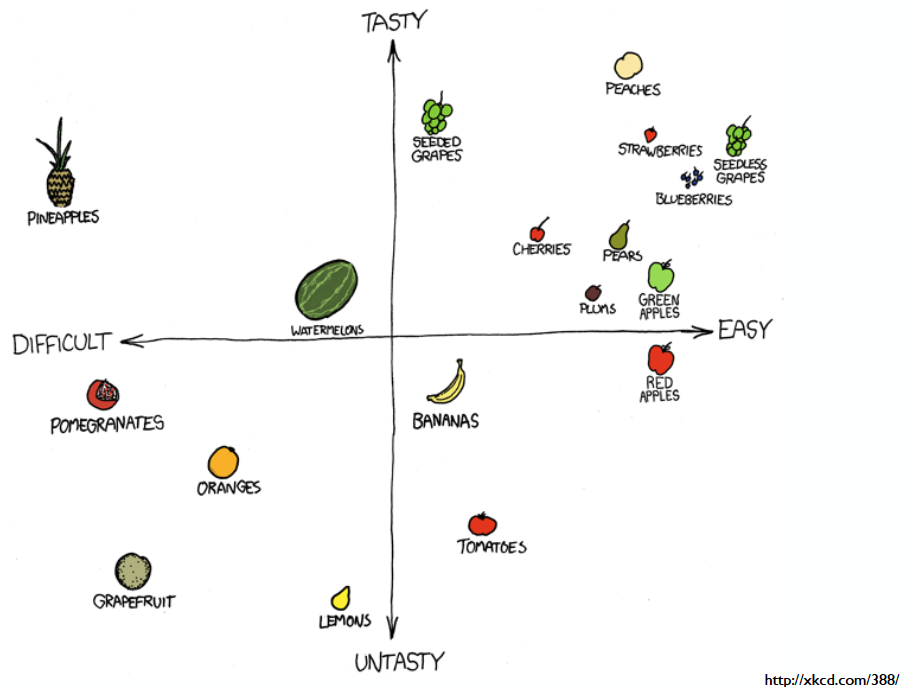 TASTY
PEACHES
SEEDED
GRAPES
STRAWBERRIES
SEEDLESS
GRAPES
BLUEBERRIES
PINEAPPLES
CHERRIES
PEARS
PLUMS
GREEN
APPLES
WATERMELONS
DIFFICULT
EASY
RED
APPLES
POMEGRANATES
BANANAS
ORANGES
TOMATOES
GRAPEFRUIT
LEMONS
UNTASTY
http://xkcd.com/388/